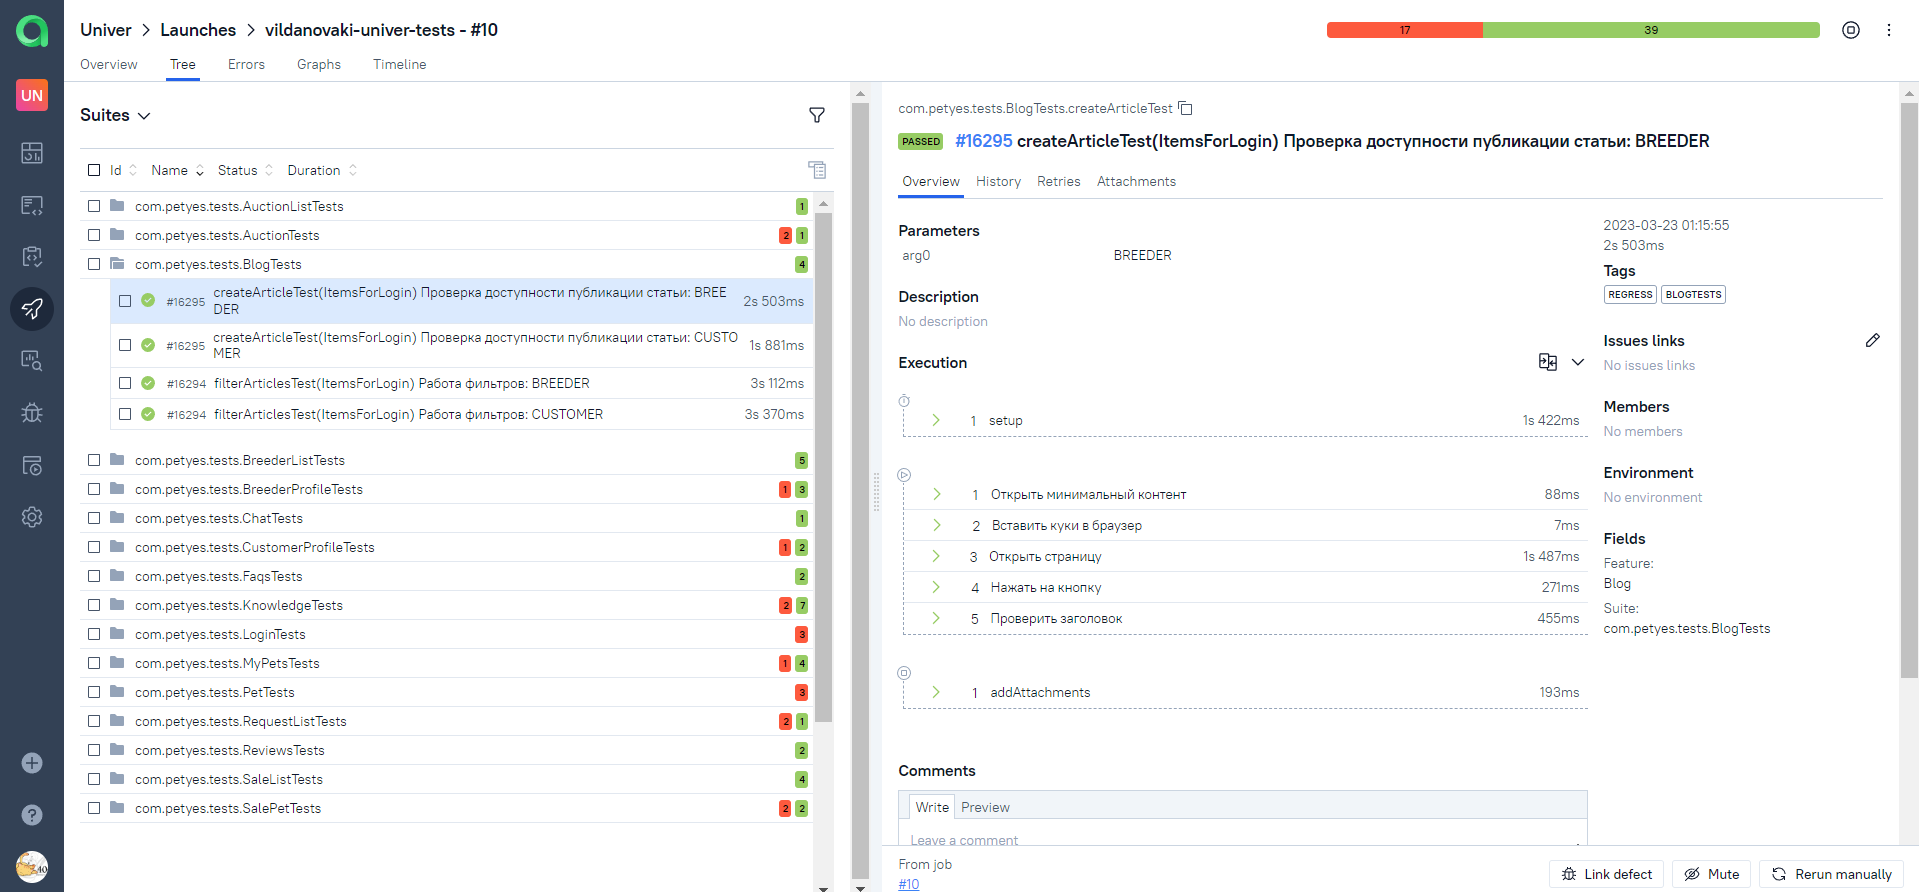 Univer > Launches > vildanovaki-univer-tests - #10
17
39
Overview Tree Errors Graphs Timeline
UN
Suites
Id Name Status Duration
com.petyes.tests.AuctionListTests 1
com.petyes.tests.AuctionTests 2 1
com.petyes.tests.BlogTests 4
#16295 createArticleTest(ItemsForLogin) Проверка доступности публикации статьи: BREE
DER 2s 503ms
#16295 createArticleTest(ItemsForLogin) Проверка доступности публикации статьи: CUSTO
MER 1s 881ms
#16294 filterArticlesTest(ItemsForLogin) Работа фильтров: BREEDER 3s 112ms
#16294 filterArticlesTest(ItemsForLogin) Работа фильтров: CUSTOMER 3s 370ms
com.petyes.tests.BreederListTests 5
com.petyes.tests.BreederProfileTests 1 3
com.petyes.tests.ChatTests 1
com.petyes.tests.CustomerProfileTests 1 2
com.petyes.tests.FaqsTests 2
com.petyes.tests.KnowledgeTests 2 7
com.petyes.tests.LoginTests 3
com.petyes.tests.MyPetsTests 1 4
com.petyes.tests.PetTests 3
com.petyes.tests.RequestListTests 2 1
com.petyes.tests.ReviewsTests 2
com.petyes.tests.SaleListTests 4
com.petyes.tests.SalePetTests 2 2
com.petyes.tests.BlogTests.createArticleTest
PASSED #16295 createArticleTest(ItemsForLogin) Проверка доступности публикации статьи: BREEDER
Overview History Retries Attachments
Parameters
arg0 BREEDER
Description
No description
Execution
1 setup 1s 422ms
1 Открыть минимальный контент 88ms
2 Вставить куки в браузер 7ms
3 Открыть страницу 1s 487ms
4 Нажать на кнопку 271ms
5 Проверить заголовок 455ms
1 addAttachments 193ms
Comments
Write Preview
Leave a comment
2023-03-23 01:15:55
2s 503ms
Tags
REGRESS BLOGTESTS
Issues links
No issues links
Members
No members
Environment
No environment
Fields
Feature:
Blog
Suite:
com.petyes.tests.BlogTests
From job
#10
Link defect Mute Rerun manually